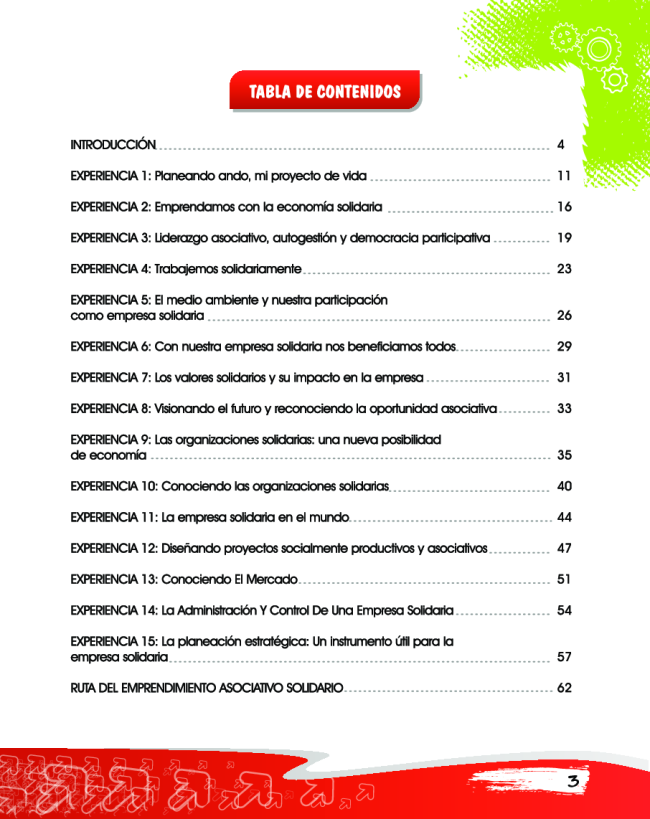 TABLA DE CONTENIDOS
INTRODUCCIÓN 4
EXPERIENCIA 1: Planeando ando, mi proyecto de vida 11
EXPERIENCIA 2: Emprendamos con la economía solidaria 16
EXPERIENCIA 3: Liderazgo asociativo, autogestión y democracia participativa 19
EXPERIENCIA 4: Trabajemos solidariamente 23
EXPERIENCIA 5: El medio ambiente y nuestra participación
como empresa solidaria 26
EXPERIENCIA 6: Con nuestra empresa solidaria nos beneficiamos todos 29
EXPERIENCIA 7: Los valores solidarios y su impacto en la empresa 31
EXPERIENCIA 8: Visionando el futuro y reconociendo la oportunidad asociativa 33
EXPERIENCIA 9: Las organizaciones solidarias: una nueva posibilidad
de economía 35
EXPERIENCIA 10: Conociendo las organizaciones solidarias 40
EXPERIENCIA 11: La empresa solidaria en el mundo 44
EXPERIENCIA 12: Diseñando proyectos socialmente productivos y asociativos 47
EXPERIENCIA 13: Conociendo El Mercado 51
EXPERIENCIA 14: La Administración Y Control De Una Empresa Solidaria 54
EXPERIENCIA 15: La planeación estratégica: Un instrumento útil para la
empresa solidaria 57
RUTA DEL EMPRENDIMIENTO ASOCIATIVO SOLIDARIO 62
3